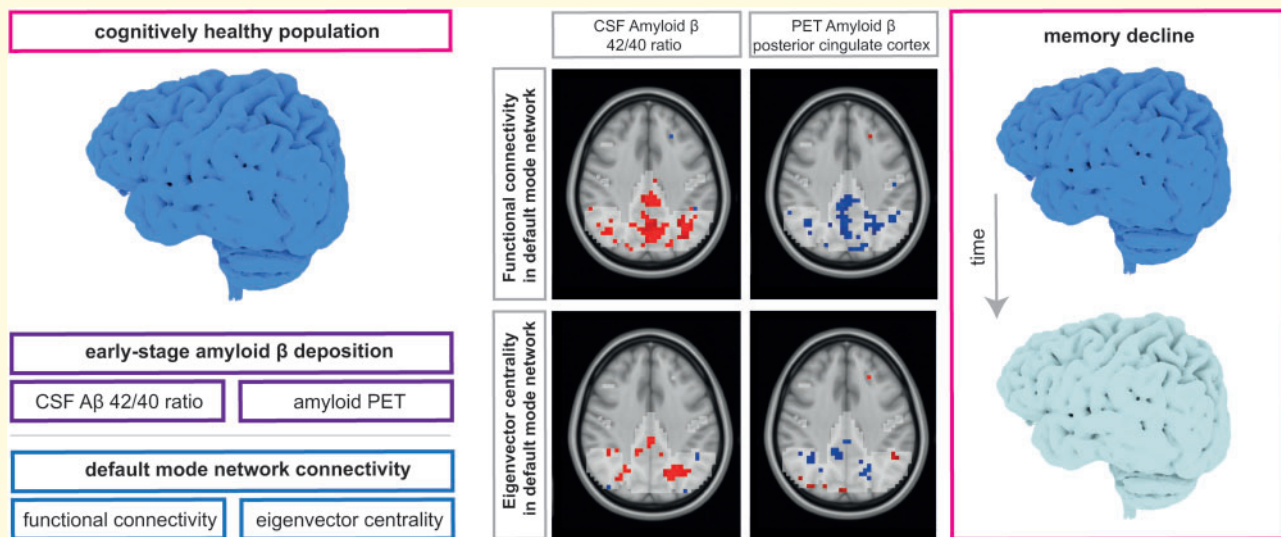 cognitively healthy population
early-stage amyloid β deposition
CSF Aβ 42/40 ratio
amyloid PET
default mode network connectivity
functional connectivity
eigenvector centrality
CSF Amyloid β
42/40 ratio
PET Amyloid β
posterior cingulate cortex
Functional connectivity
in default mode network
Eigenvector centrality
in default mode network
memory decline
time